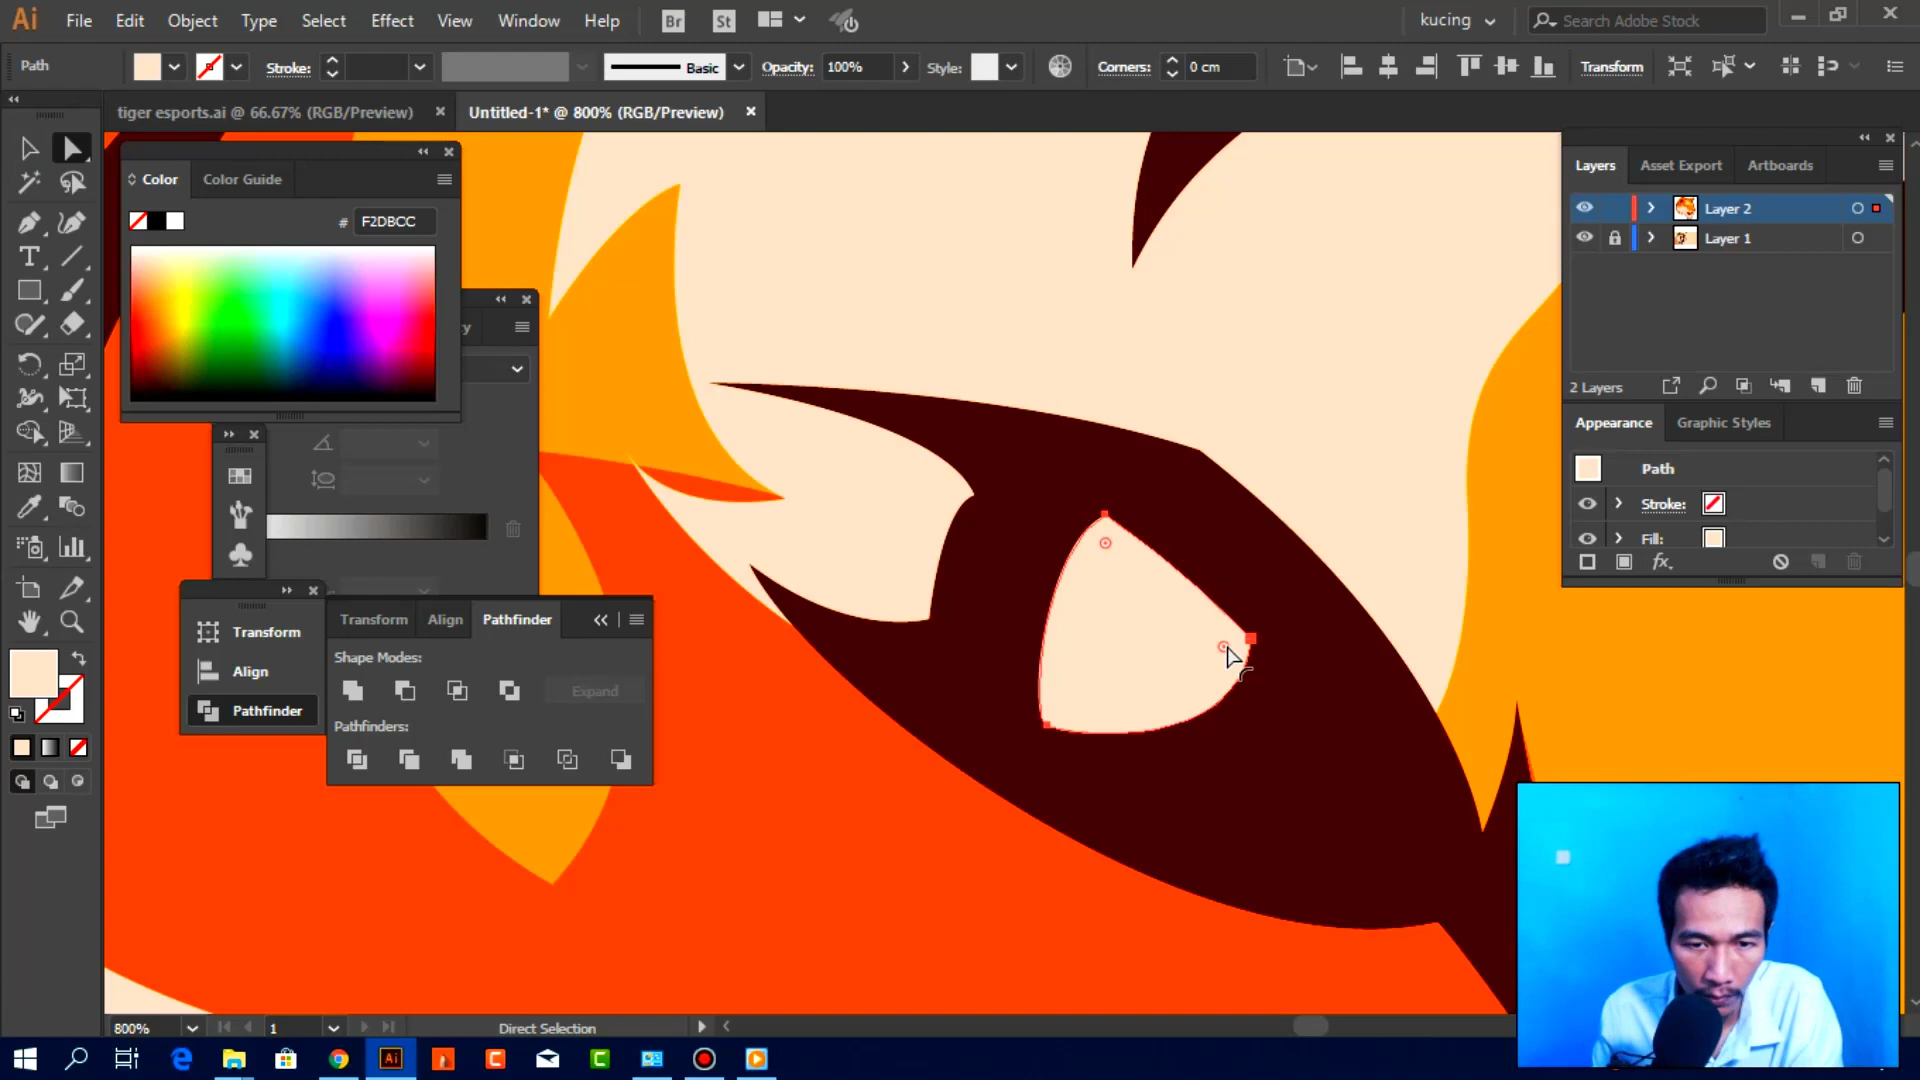 Ai File Edit Object Type Select Effect View Window Help Br St kucing Search Adobe Stock
Path Stroke: Basic Opacity: 100% Style: Corners: 0 cm Transform
tiger esports.ai @ 66.67% (RGB/Preview) Untitled-1* @ 800% (RGB/Preview)
Color Color Guide
# F2DBCC
Layers Asset Export Artboards
Layer 2
Layer 1
2 Layers
Appearance Graphic Styles
Path
Stroke:
Fill:
fx
Transform
Align
Pathfinder
Transform Align Pathfinder
Shape Modes:
Expand
Pathfinders:
800% 1 Direct Selection
Ai